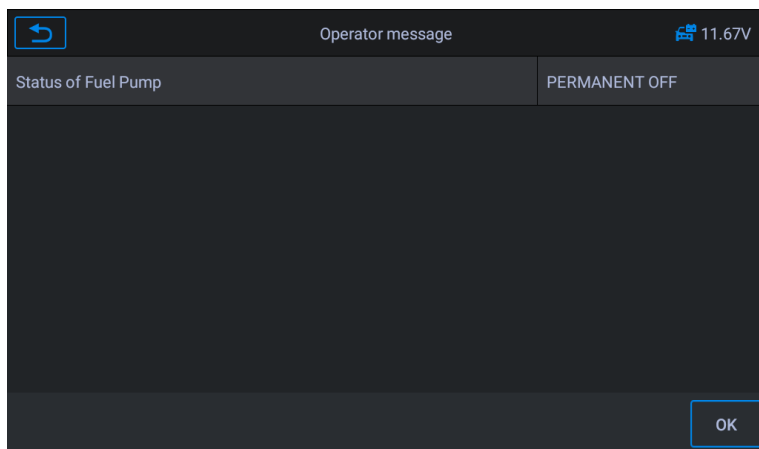 Operator message
11.67V
Status of Fuel Pump
PERMANENT OFF
OK